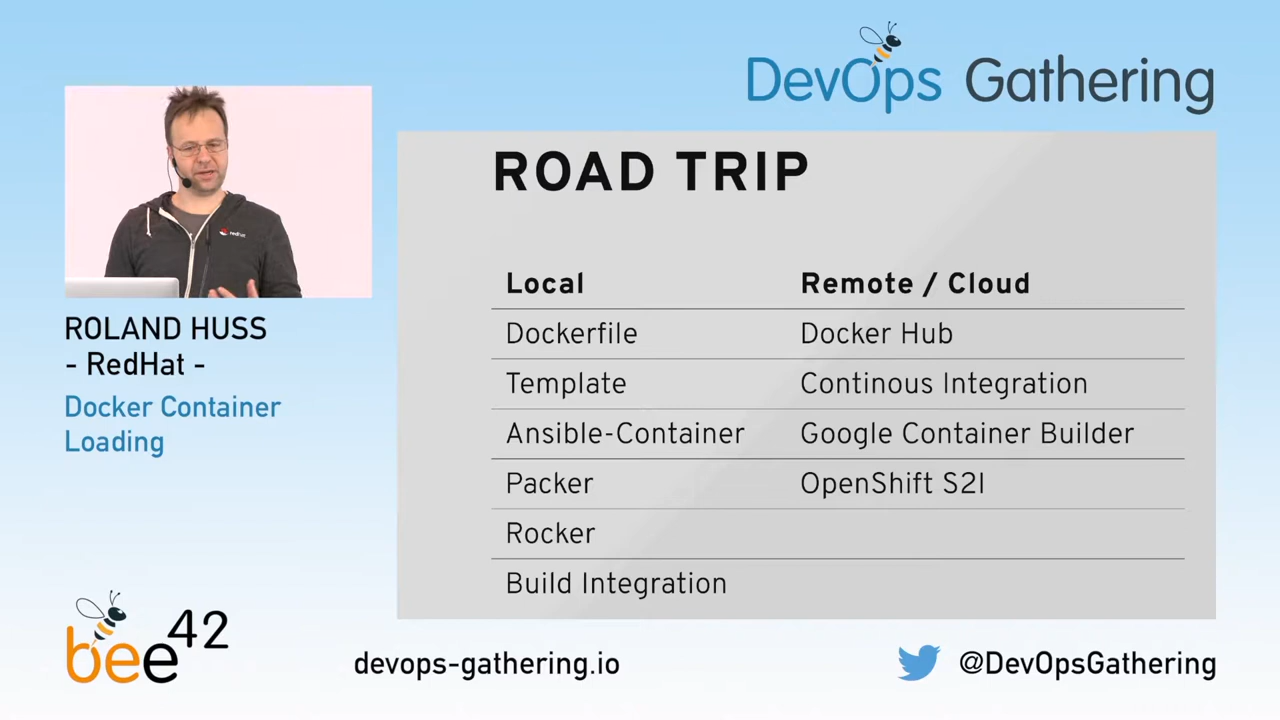 DevOps Gathering
ROAD TRIP
Local Remote / Cloud
Dockerfile Docker Hub
Template Continous Integration
Ansible-Container Google Container Builder
Packer OpenShift S2I
Rocker
Build Integration
redhat
ROLAND HUSS
- RedHat -
Docker Container
Loading
bee42
devops-gathering.io
@DevOpsGathering